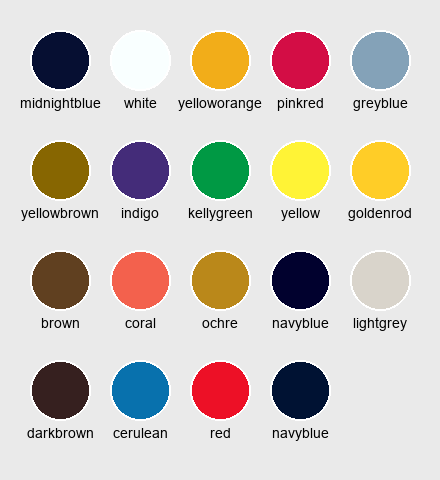 midnightblue white yelloworange pinkred greyblue
yellowbrown indigo kellygreen yellow goldenrod
brown coral ochre navyblue lightgrey
darkbrown cerulean red navyblue